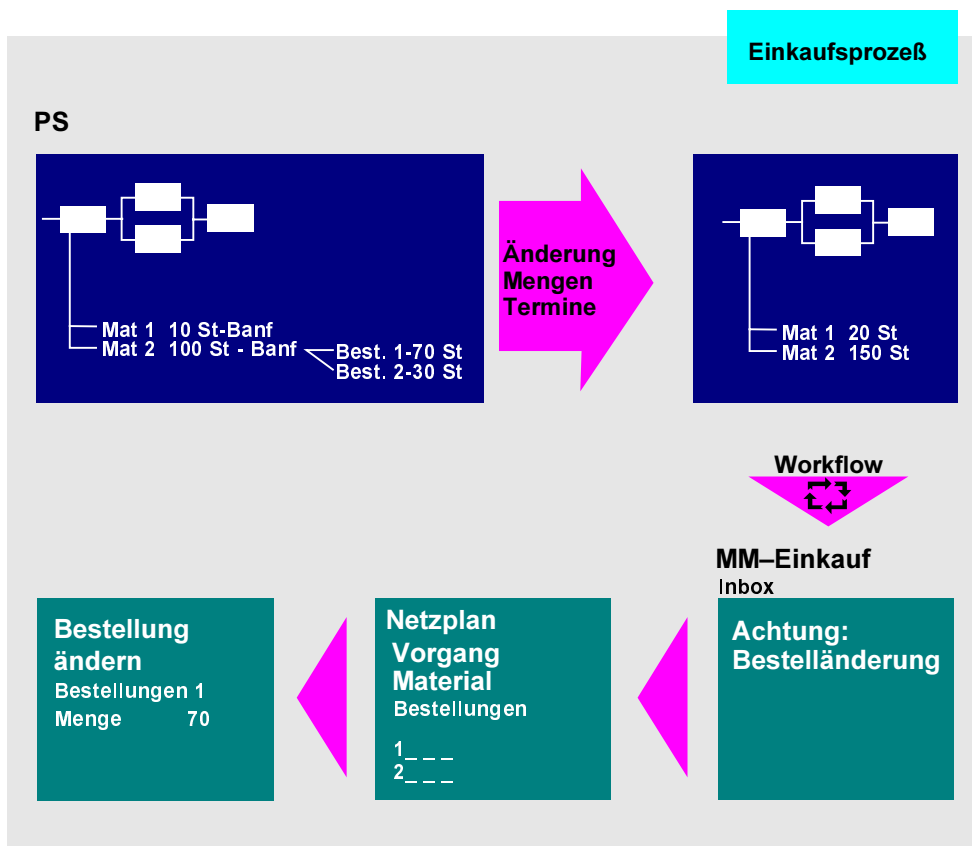 Einkaufsprozeß
PS
Mat 1 10 St-Banf
Mat 2 100 St - Banf
Best. 1-70 St
Best. 2-30 St
Änderung
Mengen
Termine
Mat 1 20 St
Mat 2 150 St
Workflow
MM–Einkauf
Inbox
Achtung:
Bestelländerung
Netzplan
Vorgang
Material
Bestellungen
1_ _ _
2_ _ _
Bestellung
ändern
Bestellungen 1
Menge 70